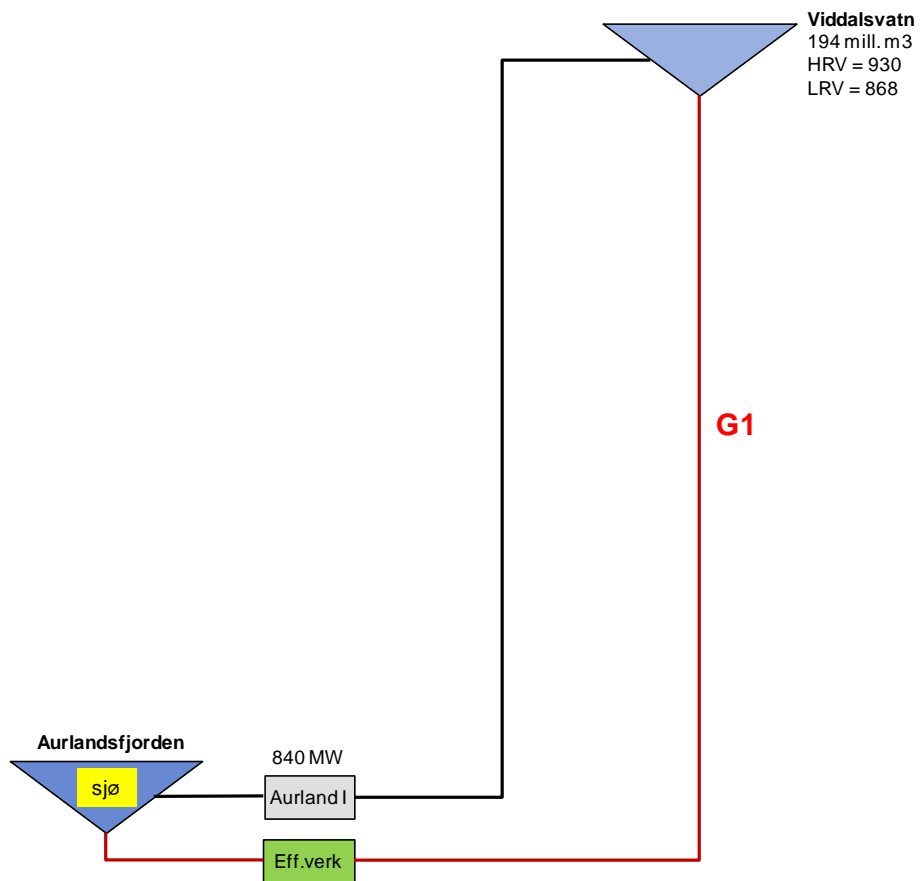 Viddalsvatn
194 mill. m3
HRV = 930
LRV = 868
G1
Aurlandsfjorden
sjø
840 MW
Aurland I
Eff.verk